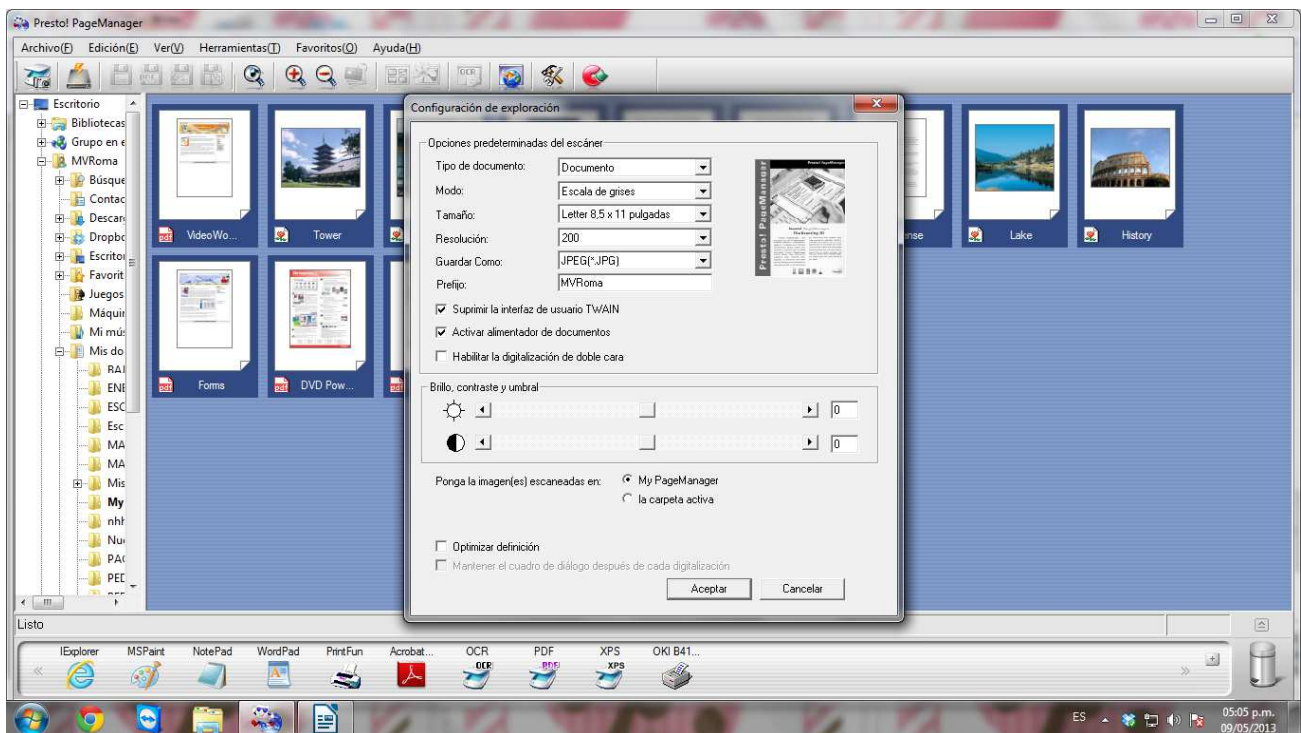 Presto! PageManager
Archivo(F) Edición(E) Ver(V) Herramientas(T) Favoritos(O) Ayuda(H)
Escritorio
Bibliotecas
Grupo en e
MVRoma
Búsque
Contac
Descar
Dropbo
Escritor
Favorit
Juegos
Máquir
Mi mús
Mis do
RAI
ENE
ESC
Esc
MA
MA
Mis
My
nhh
Nu
PAG
PED
VideoWo...
Tower
ense
Lake
History
Forms
DVD Pow...
Configuración de exploración
Opciones predeterminadas del escáner
Tipo de documento: Documento
Modo: Escala de grises
Tamaño: Letter 8,5 x 11 pulgadas
Resolución: 200
Guardar Como: JPEG(*.JPG)
Prefijo: MVRoma
Presto! PageManager
Suprimir la interfaz de usuario TWAIN
Activar alimentador de documentos
Habilitar la digitalización de doble cara
Brillo, contraste y umbral
0
0
Ponga la imagen(es) escaneadas en: My PageManager
la carpeta activa
Optimizar definición
Mantener el cuadro de diálogo después de cada digitalización
Aceptar Cancelar
Listo
IExplorer MSPaint NotePad WordPad PrintFun Acrobat... OCR PDF XPS OKI B41...
OCR PDF XPS
ES 05:05 p.m.
09/05/2013